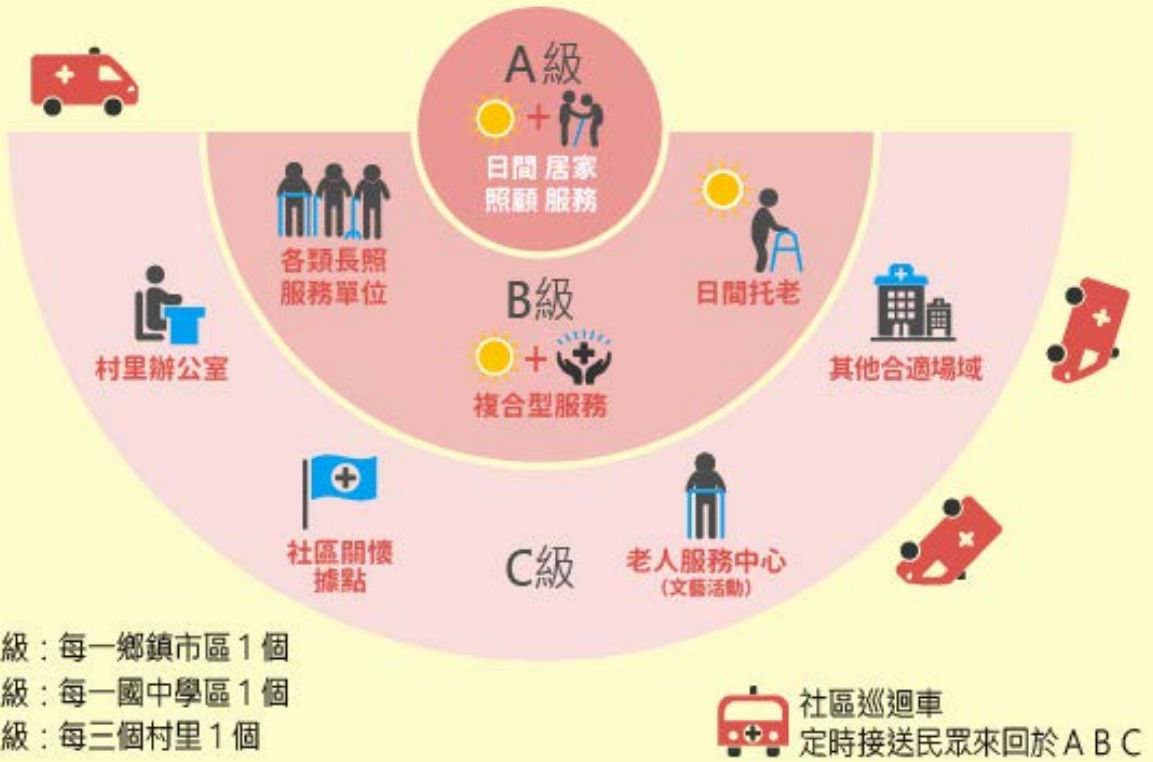 A級
日間 居家
照顧 服務
各類長照
服務單位
B級
複合型服務
日間托老
村里辦公室
其他合適場域
社區關懷
據點
C級
老人服務中心
(文藝活動)
級：每一鄉鎮市區1個
級：每一國中學區1個
級：每三個村里1個
社區巡迴車
定時接送民眾來回於ABC